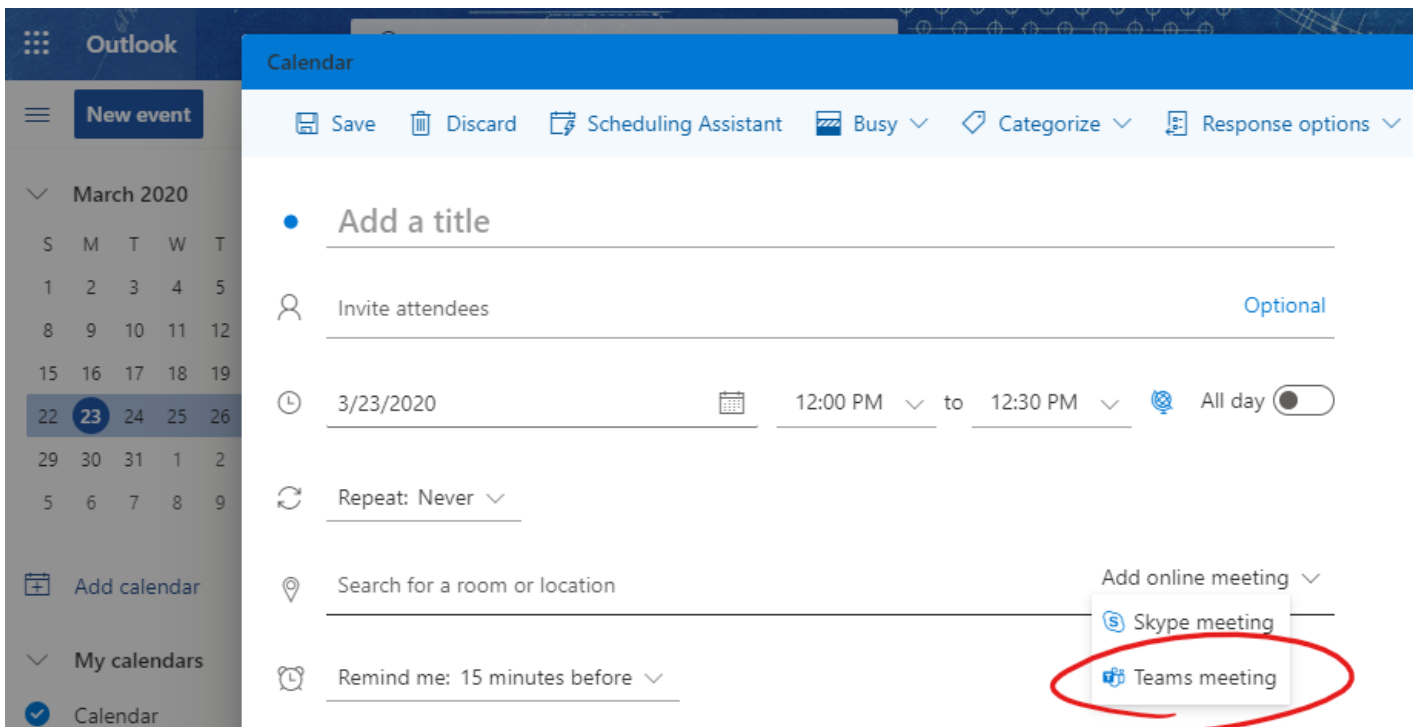 Outlook
Calendar
New event
Save Discard Scheduling Assistant Busy Categorize Response options
March 2020
S M T W T
1 2 3 4 5
8 9 10 11 12
15 16 17 18 19
22 23 24 25 26
29 30 31 1 2
5 6 7 8 9
Add calendar
My calendars
Calendar
Add a title
Invite attendees Optional
3/23/2020 12:00 PM to 12:30 PM All day
Repeat: Never
Search for a room or location Add online meeting
Skype meeting
Teams meeting
Remind me: 15 minutes before